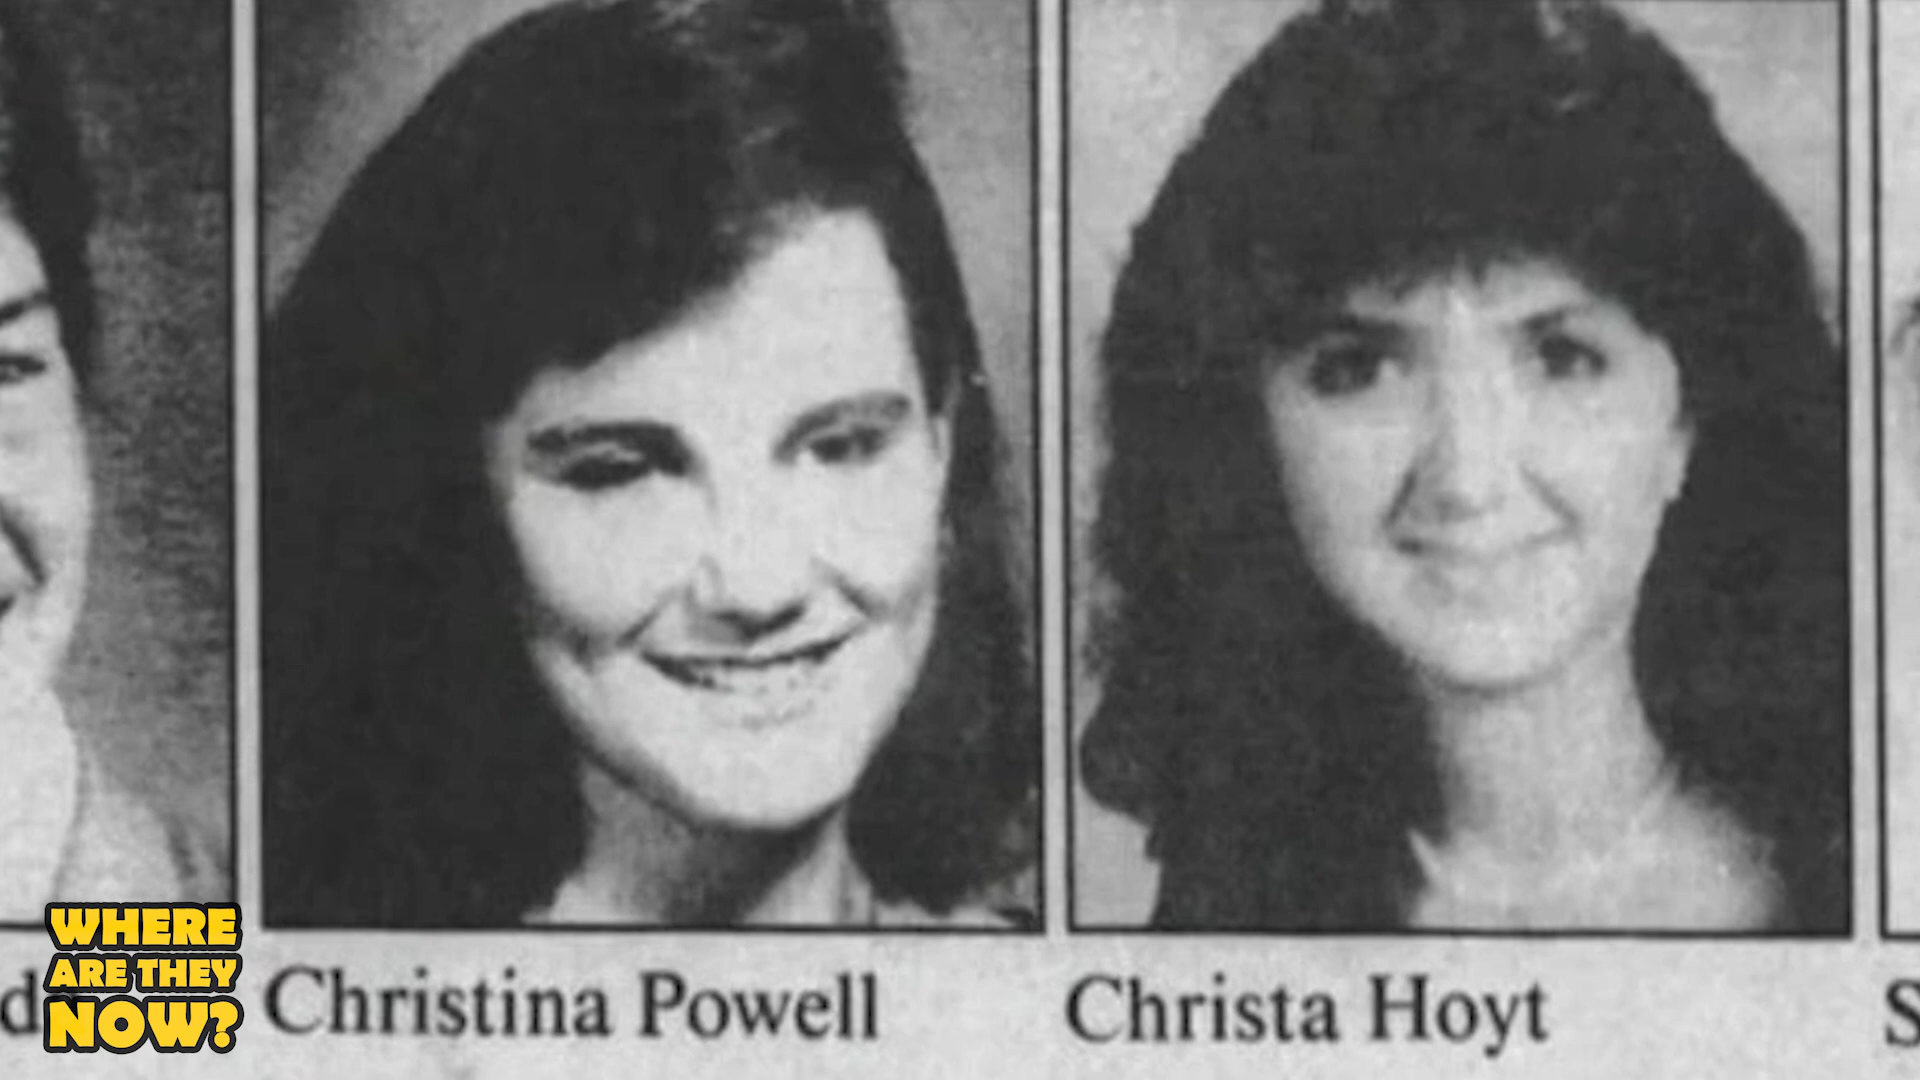 Christina Powell
Christa Hoyt
WHERE
ARE THEY
NOW?